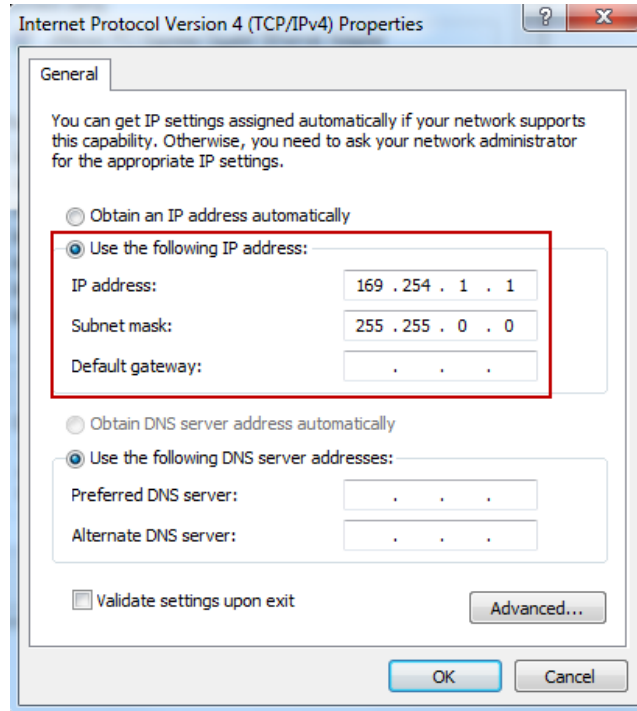 Internet Protocol Version 4 (TCP/IPv4) Properties
? X
General
You can get IP settings assigned automatically if your network supports
this capability. Otherwise, you need to ask your network administrator
for the appropriate IP settings.
Obtain an IP address automatically
Use the following IP address:
IP address: 169 . 254 . 1 . 1
Subnet mask: 255 . 255 . 0 . 0
Default gateway: . . .
Obtain DNS server address automatically
Use the following DNS server addresses:
Preferred DNS server: . . .
Alternate DNS server: . . .
Validate settings upon exit
Advanced...
OK Cancel